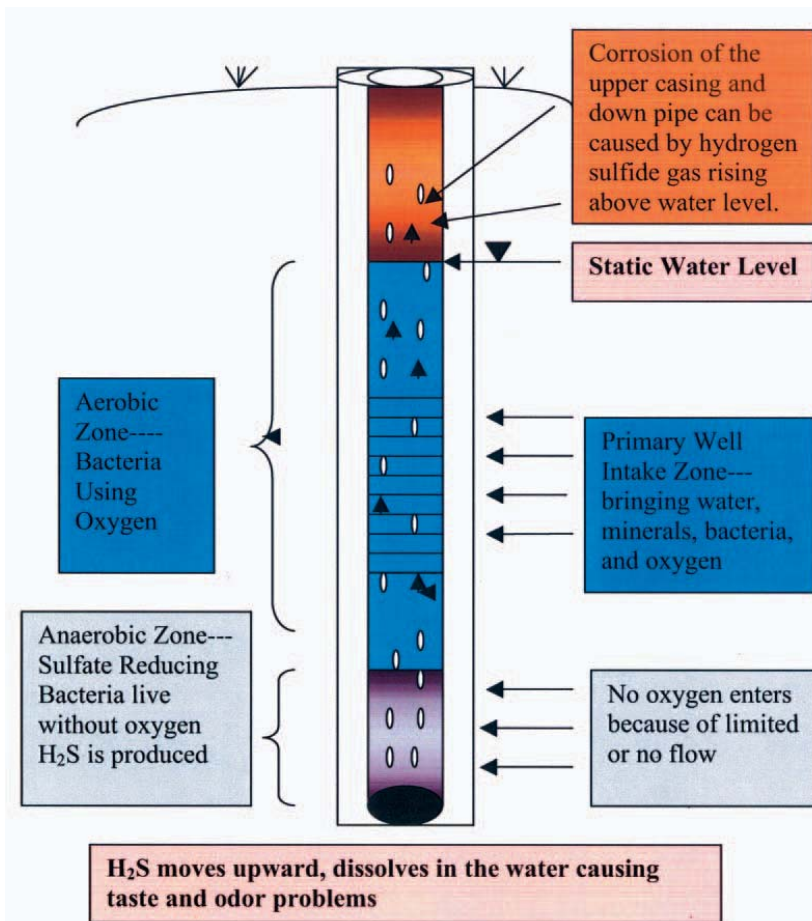 Corrosion of the
upper casing and
down pipe can be
caused by hydrogen
sulfide gas rising
above water level.
Static Water Level
Aerobic
Zone----
Bacteria
Using
Oxygen
Primary Well
Intake Zone---
bringing water,
minerals, bacteria,
and oxygen
Anaerobic Zone---
Sulfate Reducing
Bacteria live
without oxygen
H₂S is produced
No oxygen enters
because of limited
or no flow
H₂S moves upward, dissolves in the water causing
taste and odor problems